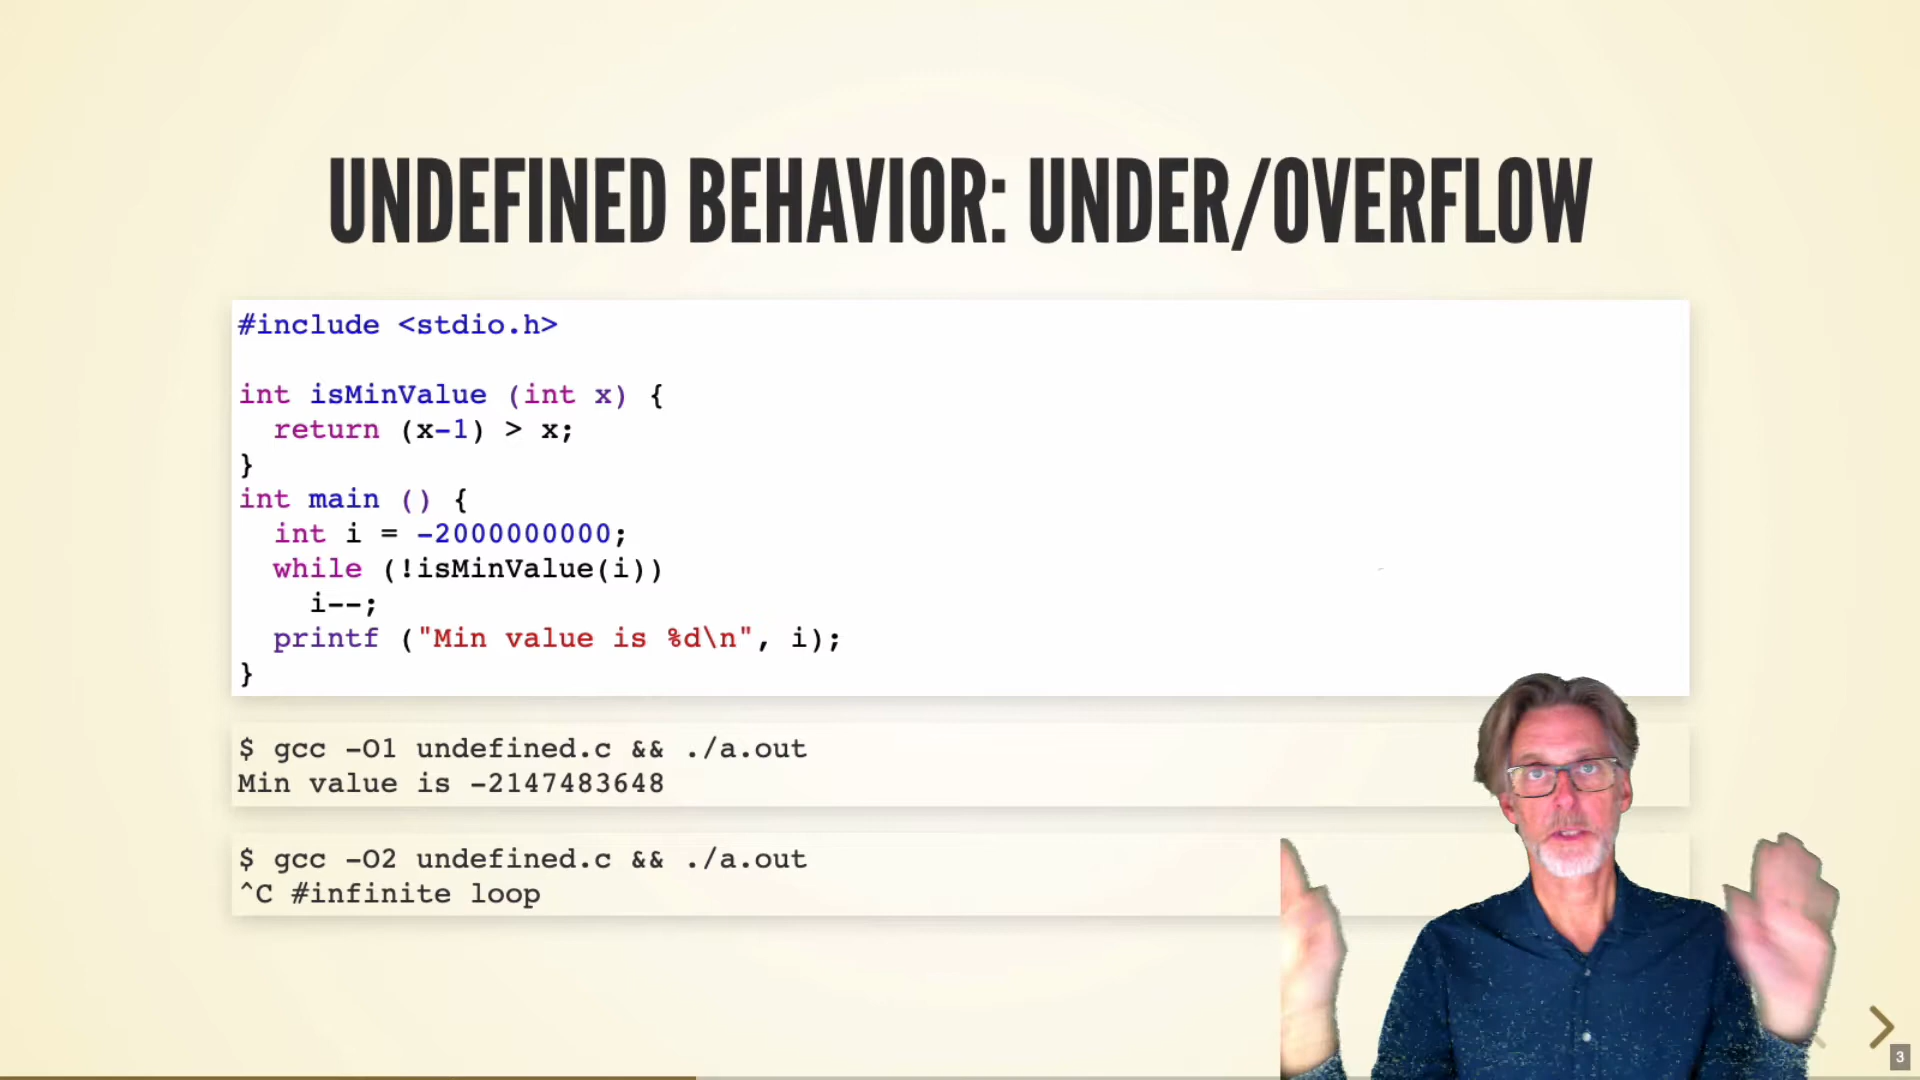 UNDEFINED BEHAVIOR: UNDER/OVERFLOW
#include <stdio.h>
int isMinValue (int x) {
return (x-1) > x;
}
int main () {
int i = -2000000000;
while (!isMinValue(i))
i--;
printf ("Min value is %d\n", i);
}
$ gcc -O1 undefined.c && ./a.out
Min value is -2147483648
$ gcc -O2 undefined.c && ./a.out
^C #infinite loop
3